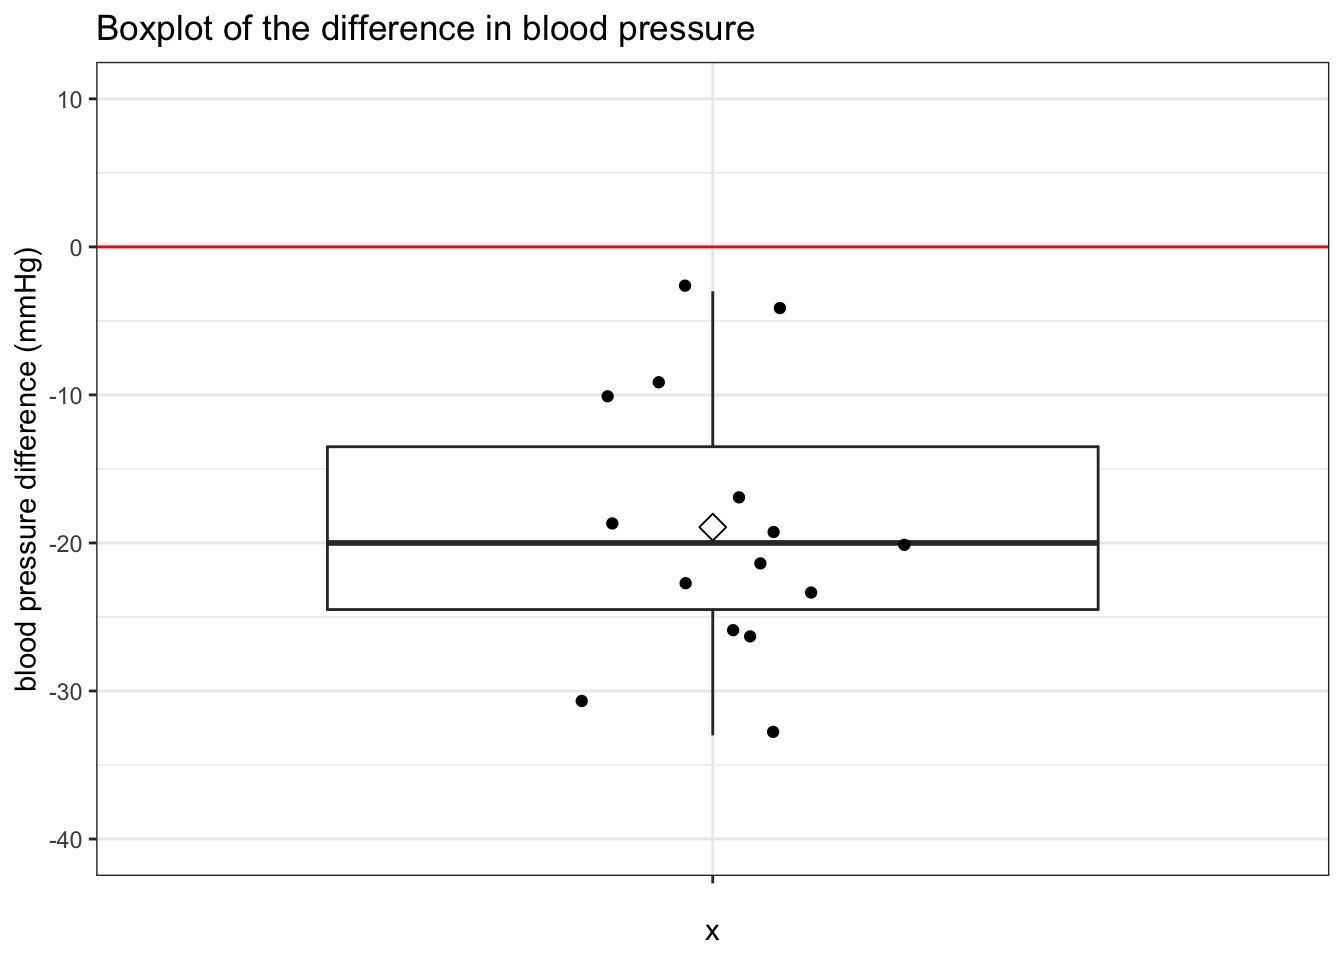 Boxplot of the difference in blood pressure
blood pressure difference (mmHg)
10
0
-10
-20
-30
-40
x